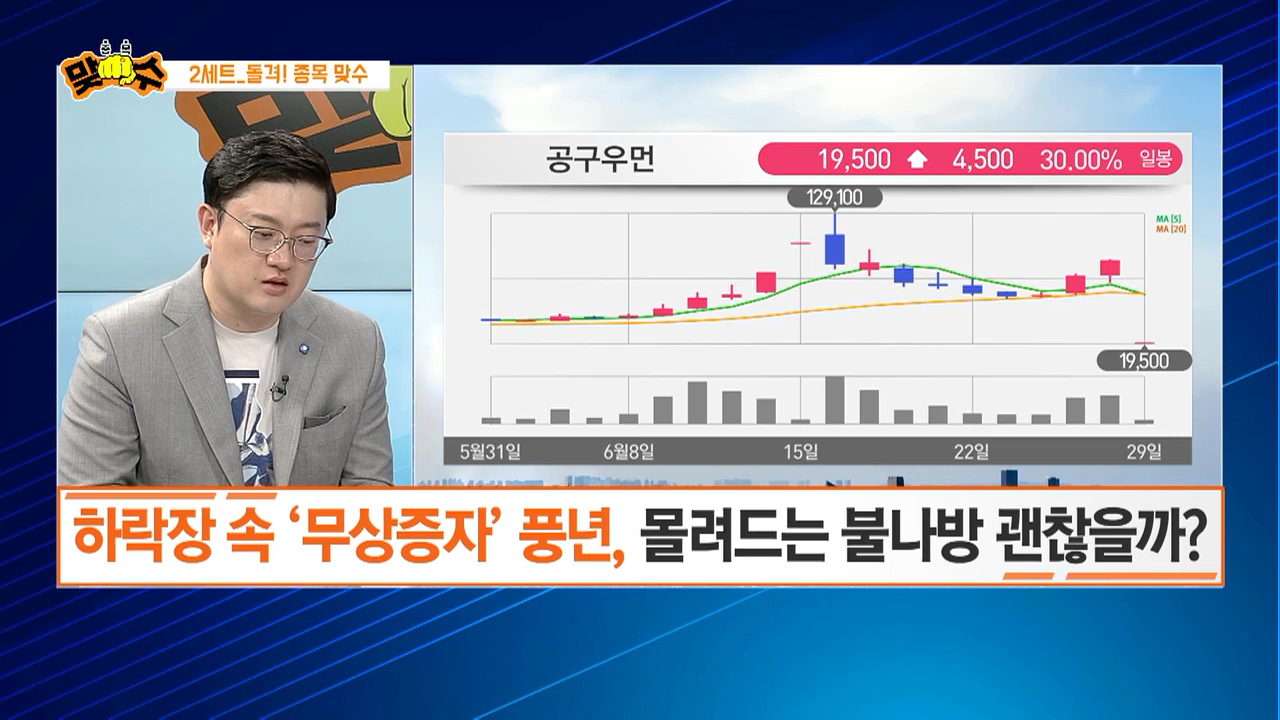 종목
맞수
2세트_돌격! 종목 맞수
공구우먼
19,500 ⬆ 4,500 30.00% 일봉
129,100
MA [5]
MA [20]
19,500
5월31일 6월8일 15일 22일 29일
하락장 속 ‘무상증자’ 풍년, 몰려드는 불나방 괜찮을까?